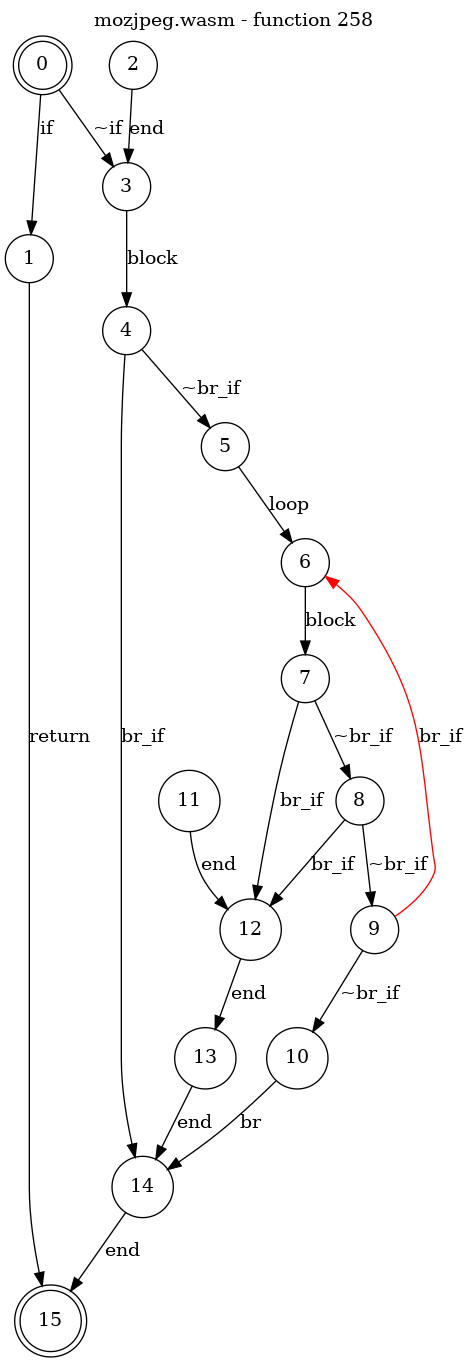 mozjpeg.wasm - function 258
0
2
if
~if
end
3
1
block
4
~br_if
5
loop
6
block
7
return
br_if
~br_if
br_if
br_if
11
8
end
br_if
~br_if
12
9
end
~br_if
13
10
end
br
14
end
15